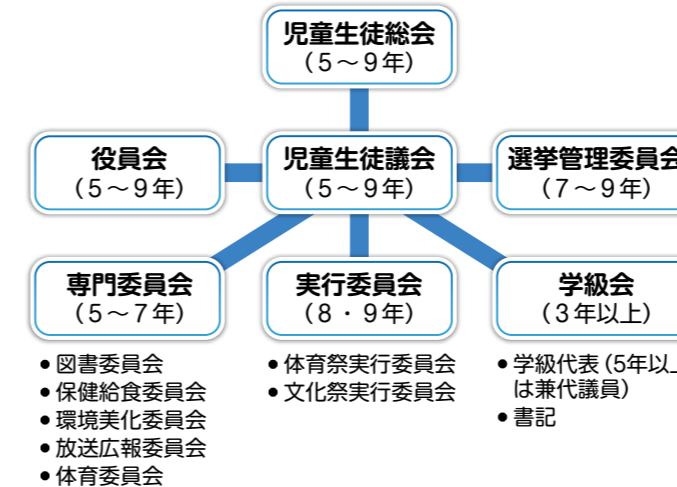 児童生徒総会
（5～9年）
役員会
（5～9年）
児童生徒議会
（5～9年）
選挙管理委員会
（7～9年）
専門委員会
（5～7年）
実行委員会
（8・9年）
学級会
（3年以上）
●図書委員会
●保健給食委員会
●環境美化委員会
●放送広報委員会
●体育委員会
●体育祭実行委員会
●文化祭実行委員会
●学級代表（5年以上
は兼代議員）
●書記